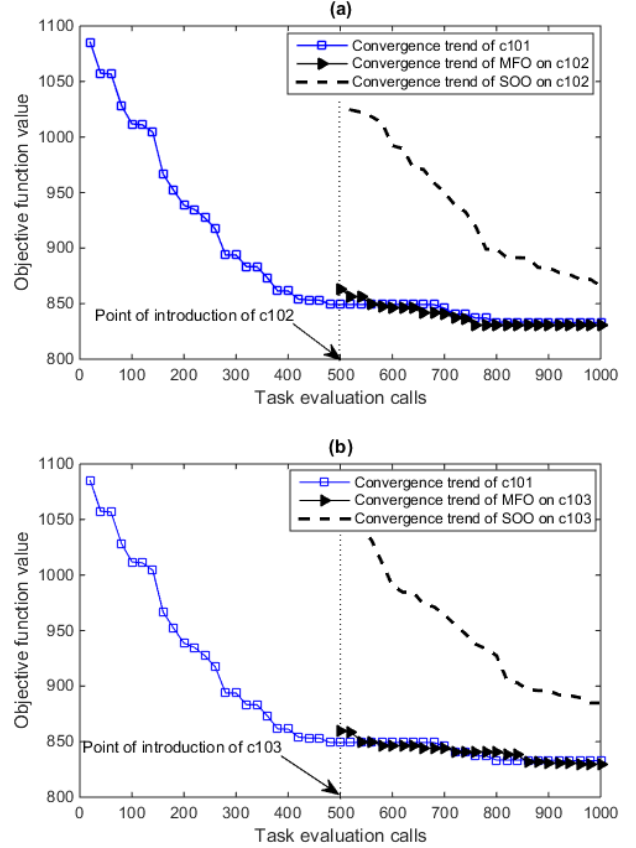 (a)
1100
1050
1000
950
900
850
800
Objective function value
Convergence trend of c101
Convergence trend of MFO on c102
Convergence trend of SOO on c102
Point of introduction of c102
0 100 200 300 400 500 600 700 800 900 1000
Task evaluation calls
(b)
1100
1050
1000
950
900
850
800
Objective function value
Convergence trend of c101
Convergence trend of MFO on c103
Convergence trend of SOO on c103
Point of introduction of c103
0 100 200 300 400 500 600 700 800 900 1000
Task evaluation calls